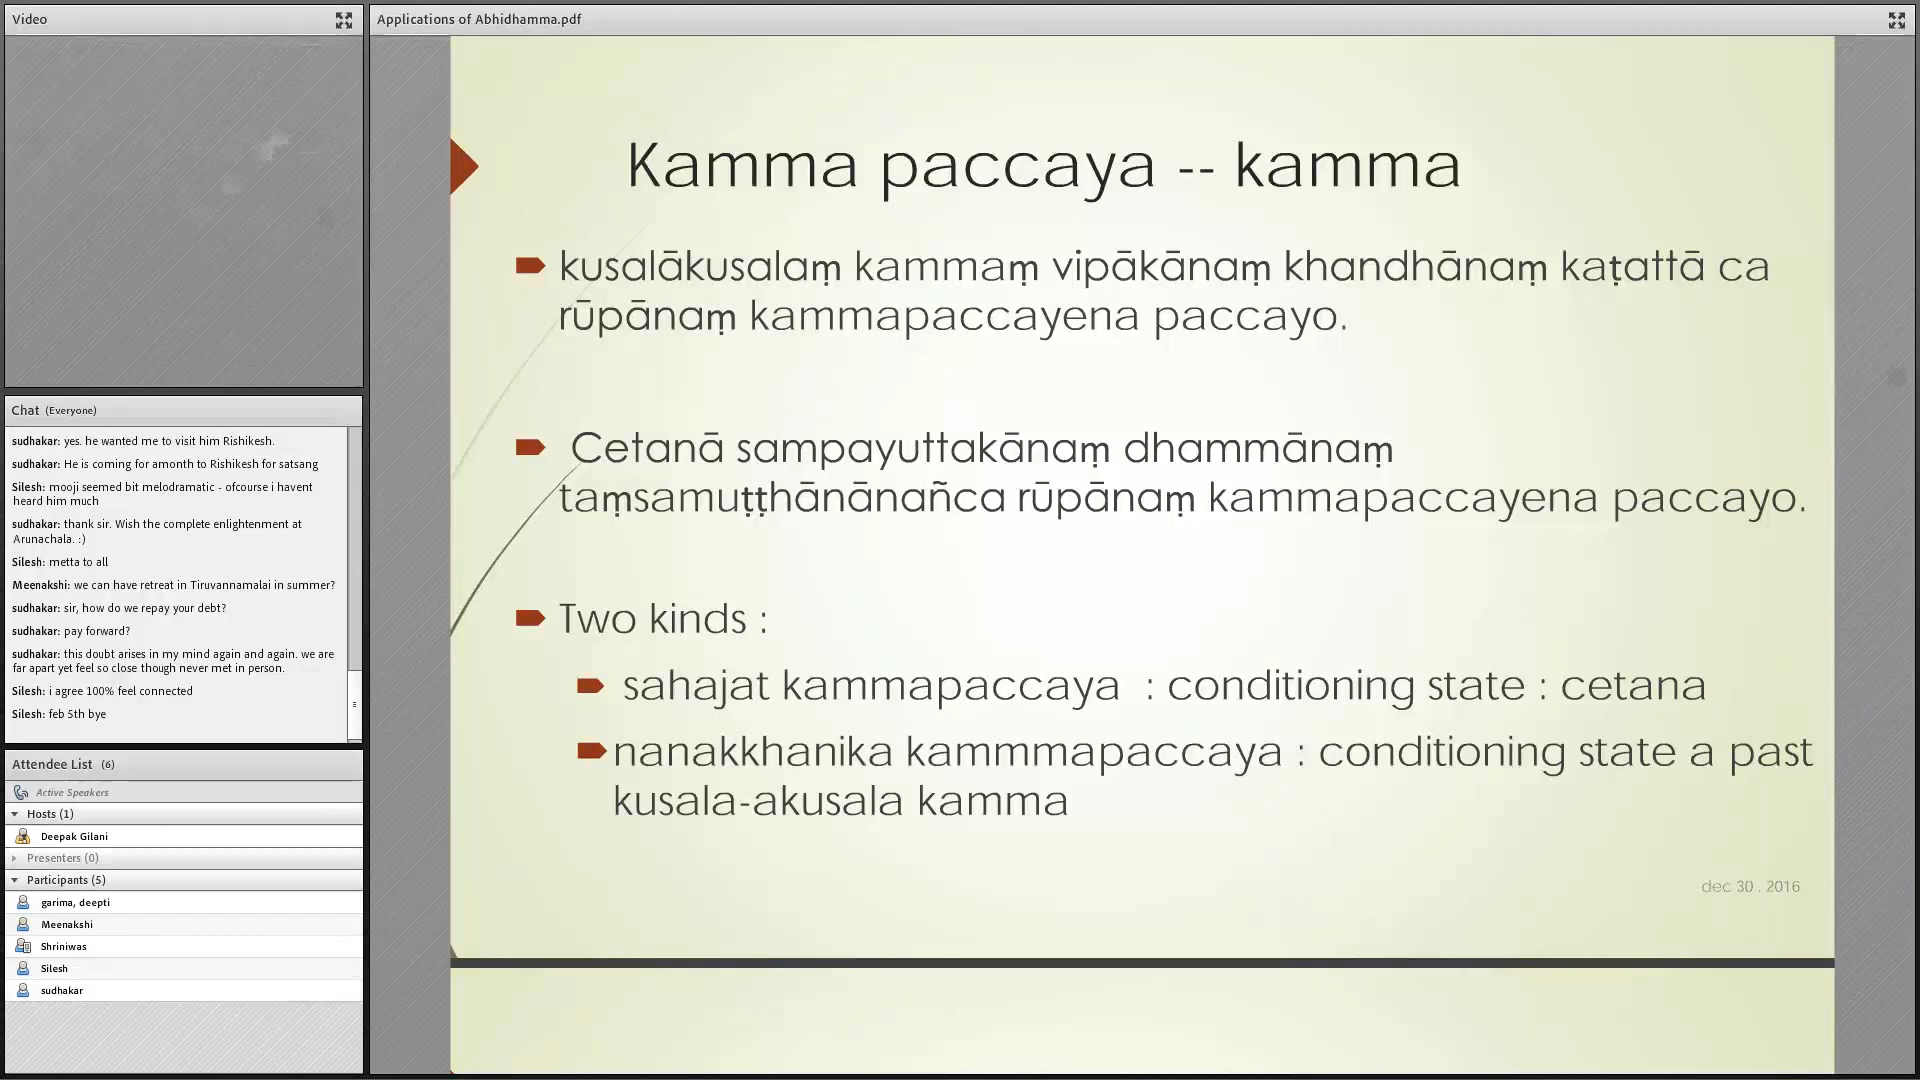 Video
Chat (Everyone)
sudhakar: yes. he wanted me to visit him Rishikesh.
sudhakar: He is coming for amonth to Rishikesh for satsang
Silesh: mooji seemed bit melodramatic - ofcourse i havent
heard him much
sudhakar: thank sir. Wish the complete enlightenment at
Arunachala. :)
Silesh: metta to all
Meenakshi: we can have retreat in Tiruvannamalai in summer?
sudhakar: sir, how do we repay your debt?
sudhakar: pay forward?
sudhakar: this doubt arises in my mind again and again. we are
far apart yet feel so close though never met in person.
Silesh: i agree 100% feel connected
Silesh: feb 5th bye
Attendee List (6)
Active Speakers
Hosts (1)
Deepak Gilani
Presenters (0)
Participants (5)
garima, deepti
Meenakshi
Shriniwas
Silesh
sudhakar
Applications of Abhidhamma.pdf
Kamma paccaya -- kamma
kusalākusalaṃ kammaṃ vipākānaṃ khandhānaṃ kaṭattā ca
rūpānaṃ kammapaccayena paccayo.
Cetanā sampayuttakānaṃ dhammānaṃ
taṃsamuṭṭhānānañca rūpānaṃ kammapaccayena paccayo.
Two kinds :
sahajat kammapaccaya : conditioning state : cetana
nanakkhanika kammmapaccaya : conditioning state a past
kusala-akusala kamma
dec 30 . 2016